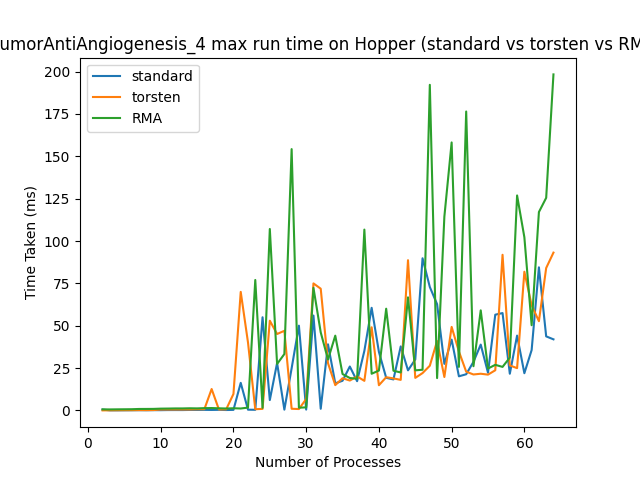 umorAntiAngiogenesis_4 max run time on Hopper (standard vs torsten vs RM
standard
torsten
RMA
Time Taken (ms)
200
175
150
125
100
75
50
25
0
0 10 20 30 40 50 60
Number of Processes